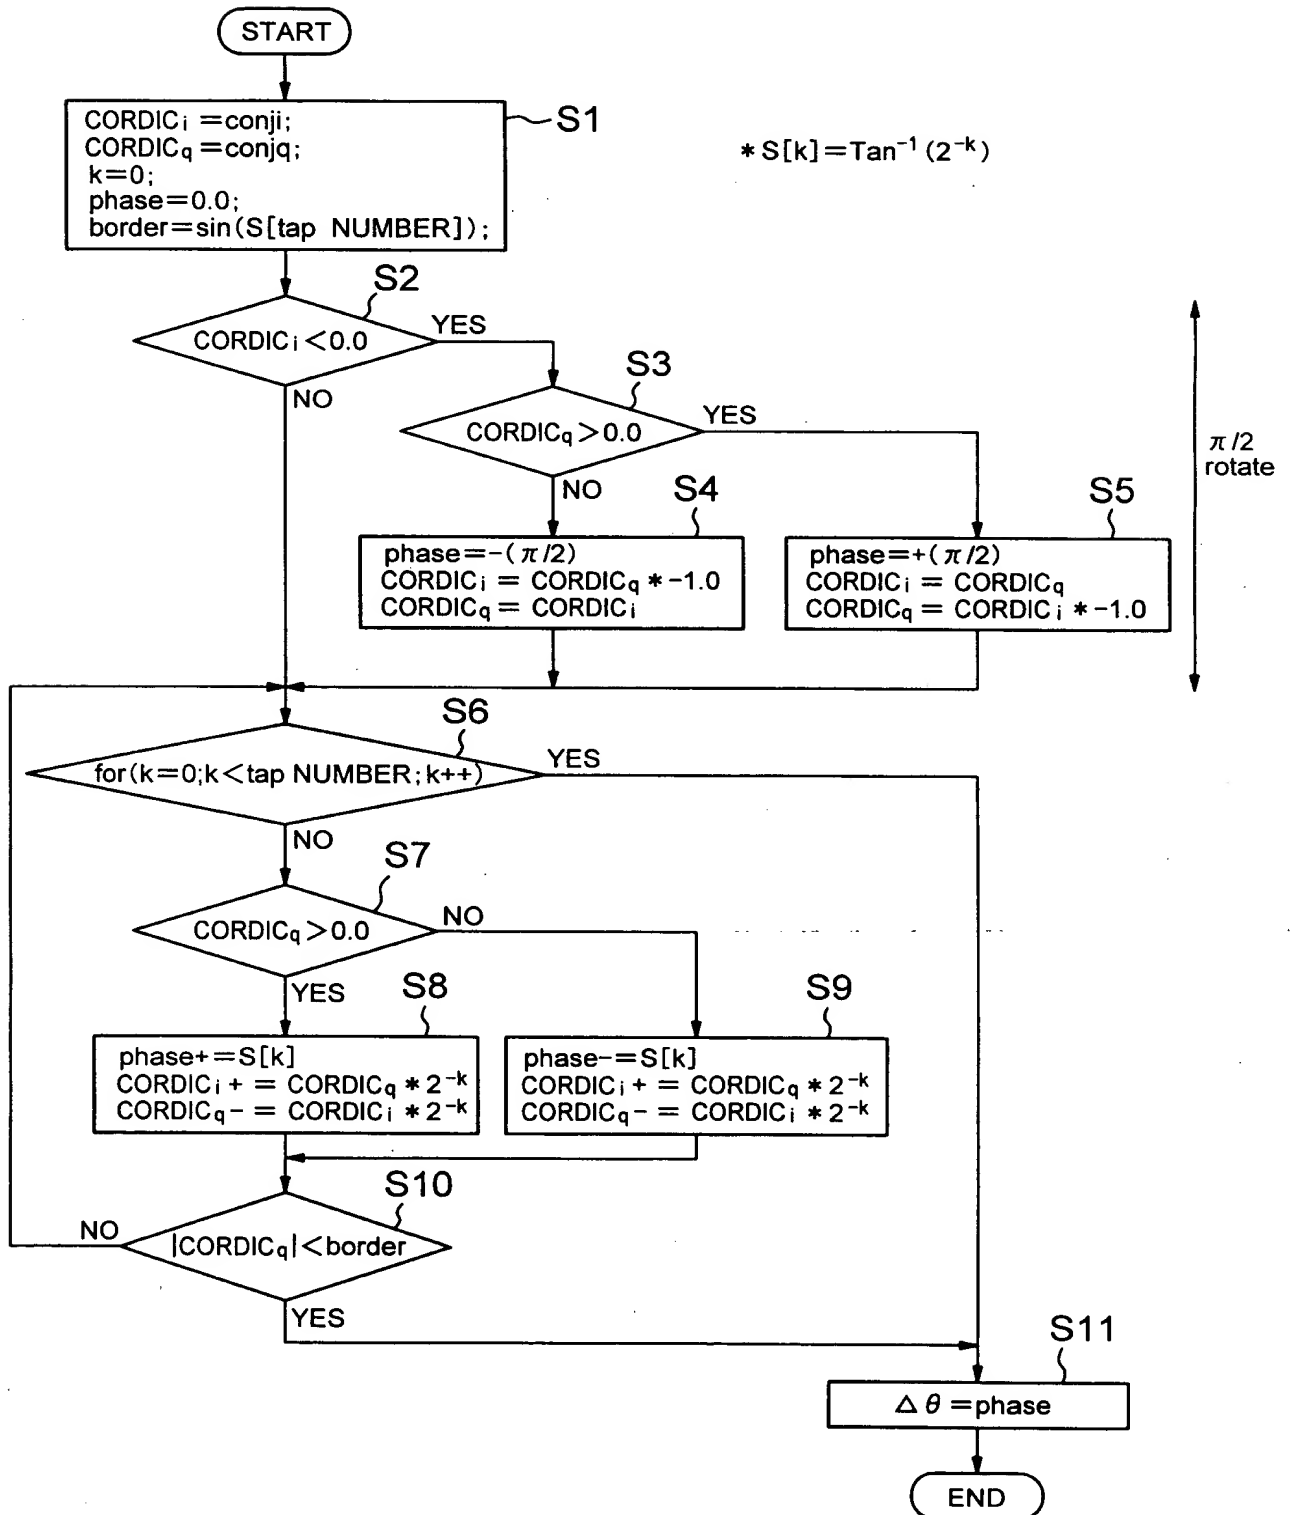 START
CORDICi =conji;
CORDICq =conjq;
k=0;
phase=0.0;
border=sin(S[tap NUMBER]);
S1
*S[k]=Tan⁻¹(2⁻ᵏ)
S2
CORDICi <0.0
YES
NO
S3
CORDICq >0.0
YES
NO
π/2
rotate
S4
phase=-(π/2)
CORDICi = CORDICq *-1.0
CORDICq = CORDICi
S5
phase=+(π/2)
CORDICi = CORDICq
CORDICq = CORDICi *-1.0
S6
for(k=0;k<tap NUMBER;k++)
YES
NO
S7
CORDICq >0.0
NO
YES
S8
phase+=S[k]
CORDICi + = CORDICq *2⁻ᵏ
CORDICq - = CORDICi *2⁻ᵏ
S9
phase-=S[k]
CORDICi + = CORDICq *2⁻ᵏ
CORDICq - = CORDICi *2⁻ᵏ
S10
|CORDICq|<border
NO
YES
S11
△θ=phase
END